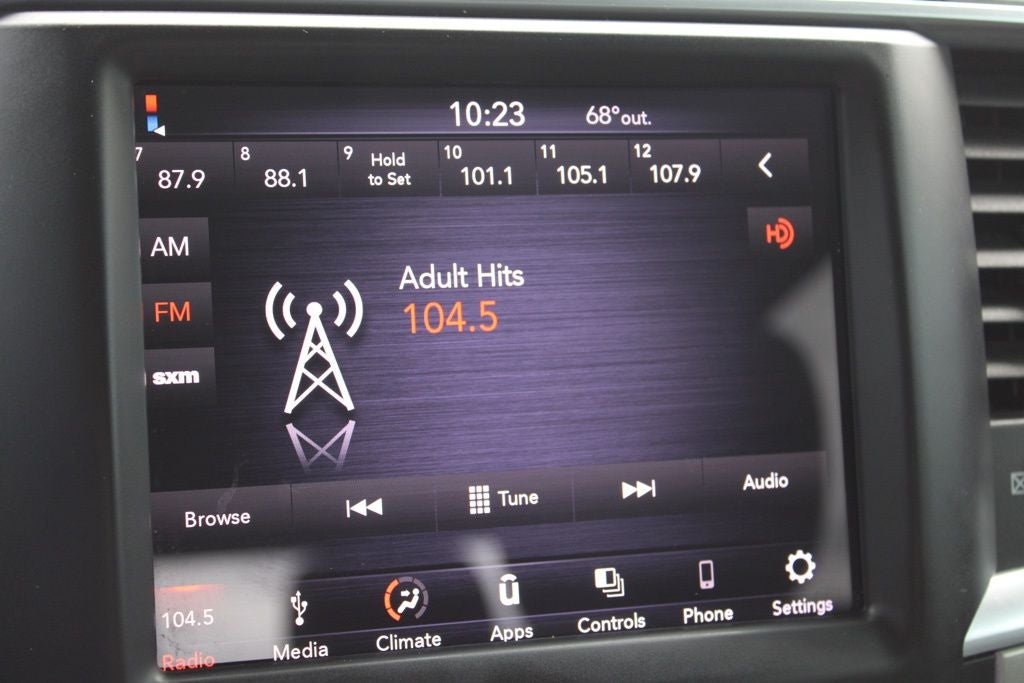 10:23 68° out.
7 87.9 8 88.1 9 Hold to Set 10 101.1 11 105.1 12 107.9
HD
AM
Adult Hits
FM
104.5
sxm
Browse Tune Audio
104.5
Radio Media Climate Apps Controls Phone Settings